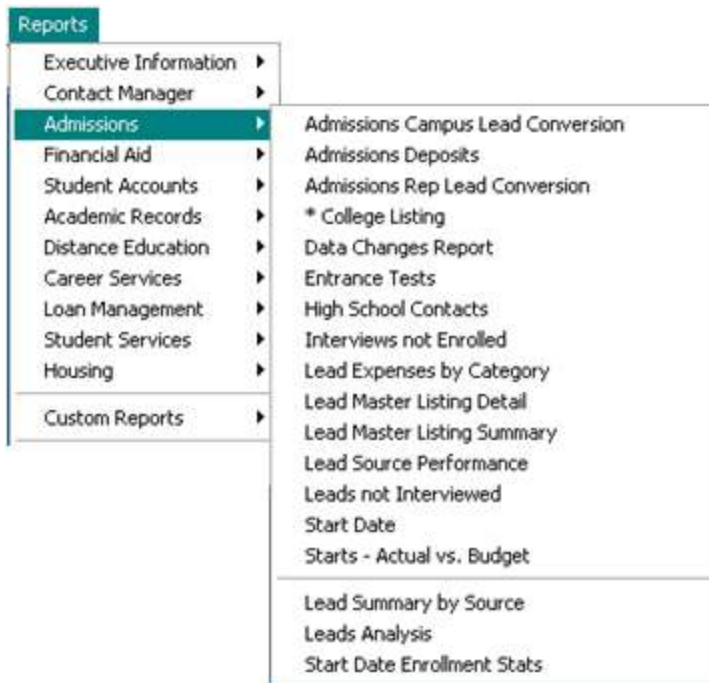 Reports
Executive Information
Contact Manager
Admissions
Financial Aid
Student Accounts
Academic Records
Distance Education
Career Services
Loan Management
Student Services
Housing
Custom Reports
Admissions Campus Lead Conversion
Admissions Deposits
Admissions Rep Lead Conversion
* College Listing
Data Changes Report
Entrance Tests
High School Contacts
Interviews not Enrolled
Lead Expenses by Category
Lead Master Listing Detail
Lead Master Listing Summary
Lead Source Performance
Leads not Interviewed
Start Date
Starts - Actual vs. Budget
Lead Summary by Source
Leads Analysis
Start Date Enrollment Stats